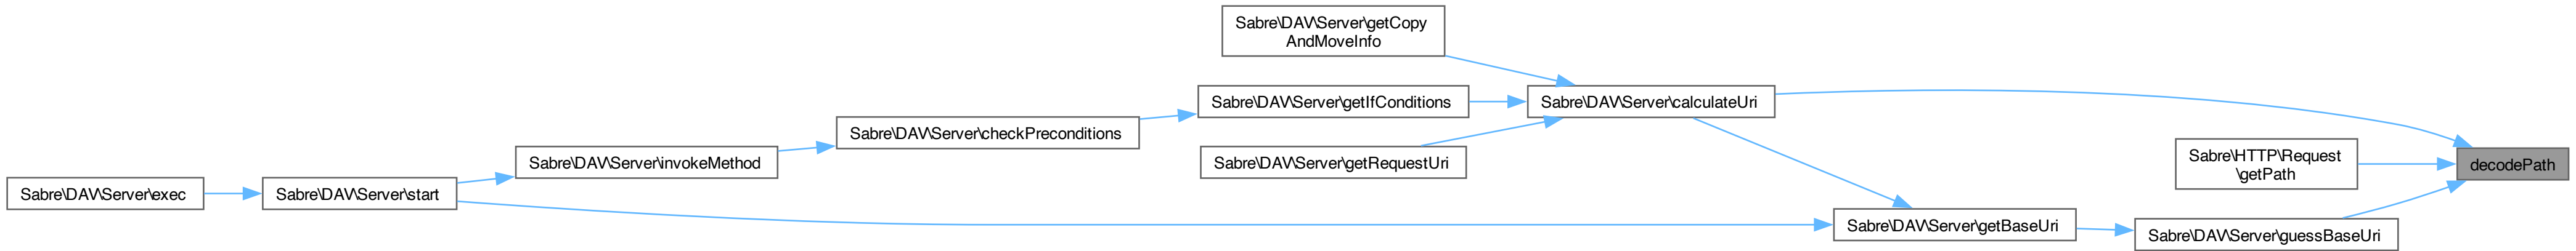 Sabre\DAV\Server\getCopy
AndMoveInfo
Sabre\DAV\Server\getIfConditions
Sabre\DAV\Server\calculateUri
Sabre\DAV\Server\checkPreconditions
Sabre\DAV\Server\getRequestUri
Sabre\HTTP\Request
\getPath
decodePath
Sabre\DAV\Server\invokeMethod
Sabre\DAV\Server\exec
Sabre\DAV\Server\start
Sabre\DAV\Server\getBaseUri
Sabre\DAV\Server\guessBaseUri